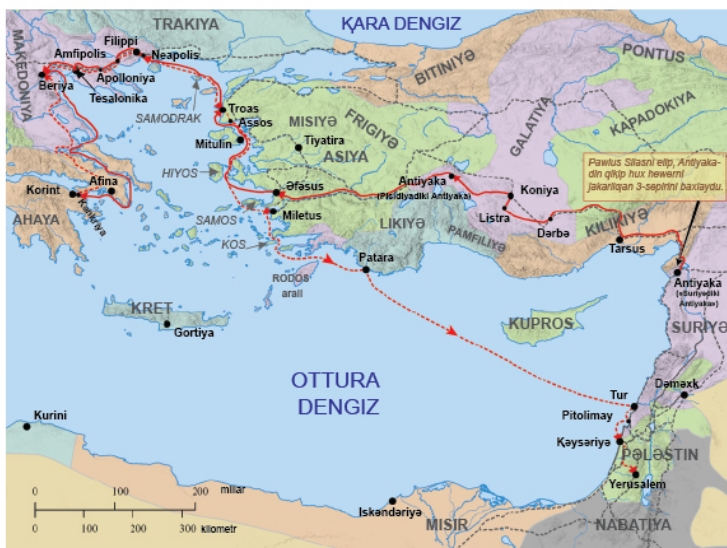 ḲARA DENGIZ
TRAKIYA
MAKEDONIYA
Filippi
Neapolis
Amfipolis
Apolloniya
Beriya
Tesalonika
SAMODRAK
Troas
Assos
Mitulin
BITINIYƏ
PONTUS
MISIYƏ
FRIGIYƏ
GALATIYA
KAPADOKIYA
Tiyatira
ASIYA
HIYOS
Əfəsus
Antiyaka
(Pisidiyadiki Antiyaka)
Koniya
Listra
Dərbə
Pawlus Silasni elip, Antiyaka-
din qikip hux hewerni
jakarliqan 3-sepirini baxlaydu.
KILIKIYƏ
Tarsus
Antiyaka
(«Suriyədiki
Antiyaka»)
SURIYƏ
Korint
Afina
Kənkriya
AHAYA
SAMOS
Miletus
KOS
LIKIYƏ
PAMFILIYƏ
Patara
RODOS
arali
KRET
Gortiya
KUPROS
OTTURA
DENGIZ
Kurini
Tur
Dəməxk
Pitolimay
Ḳəysəriyə
PƏLƏSTIN
Yerusalem
NABATIYA
Iskəndəriyə
MISIR
0 100 200 millar
0 100 200 300 kilometr